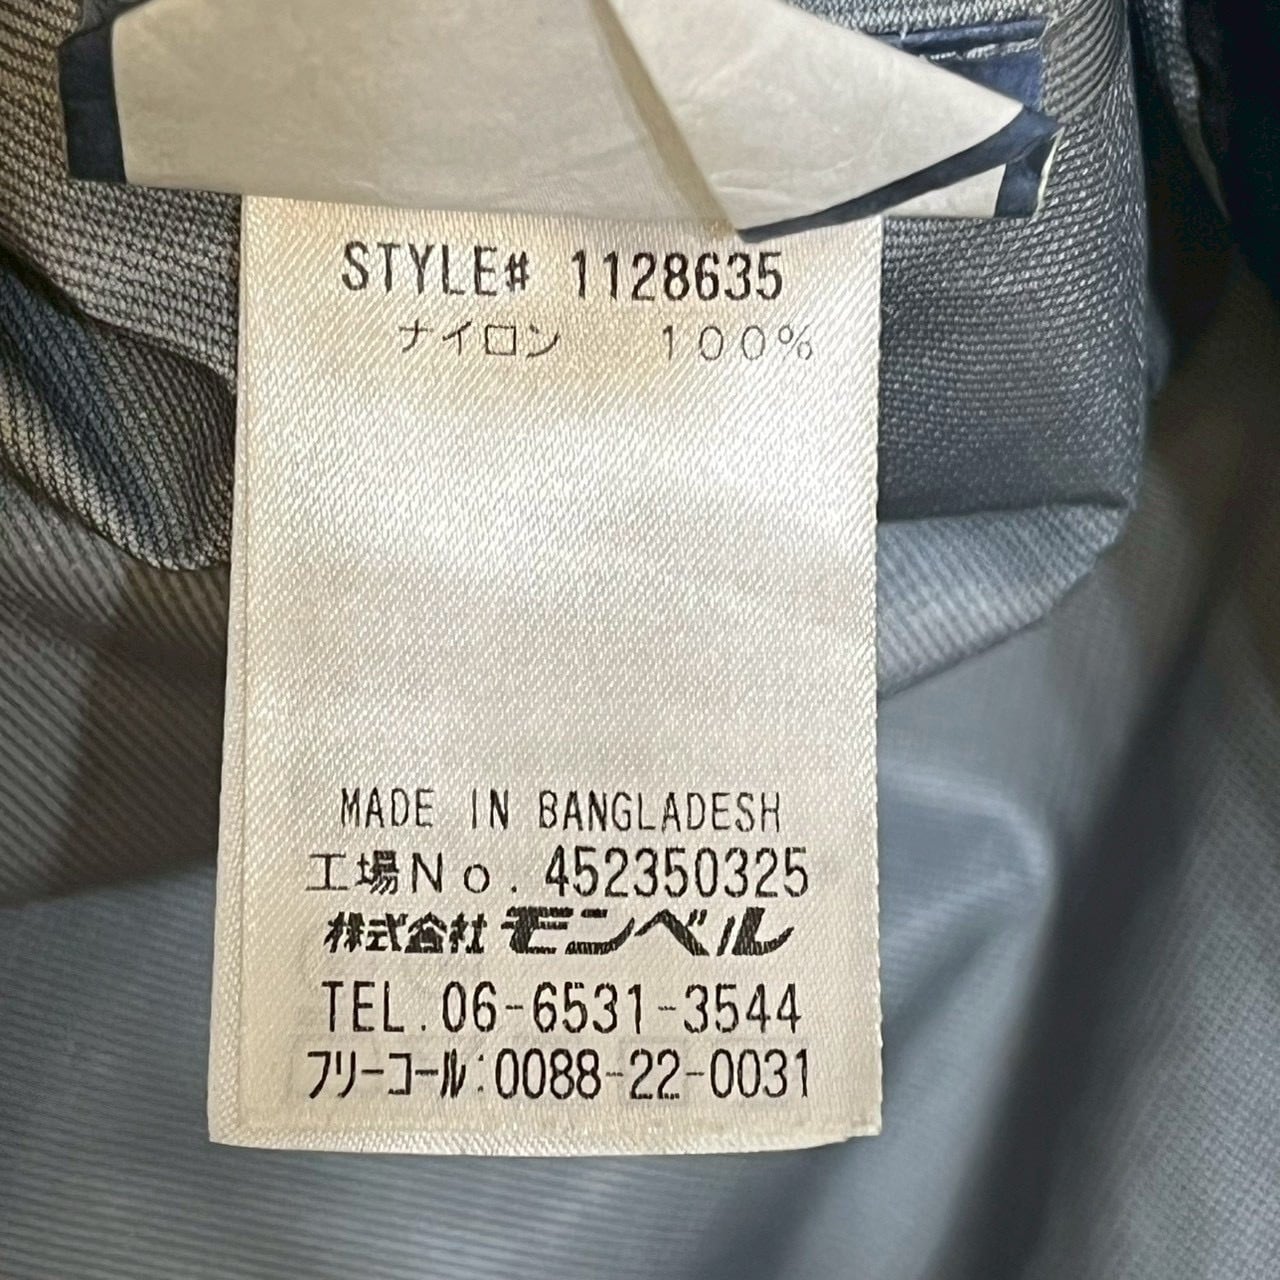 STYLE# 1128635
ナイロン 100%
MADE IN BANGLADESH
工場No. 452350325
株式会社 モンベル
TEL. 06-6531-3544
フリーコール:0088-22-0031